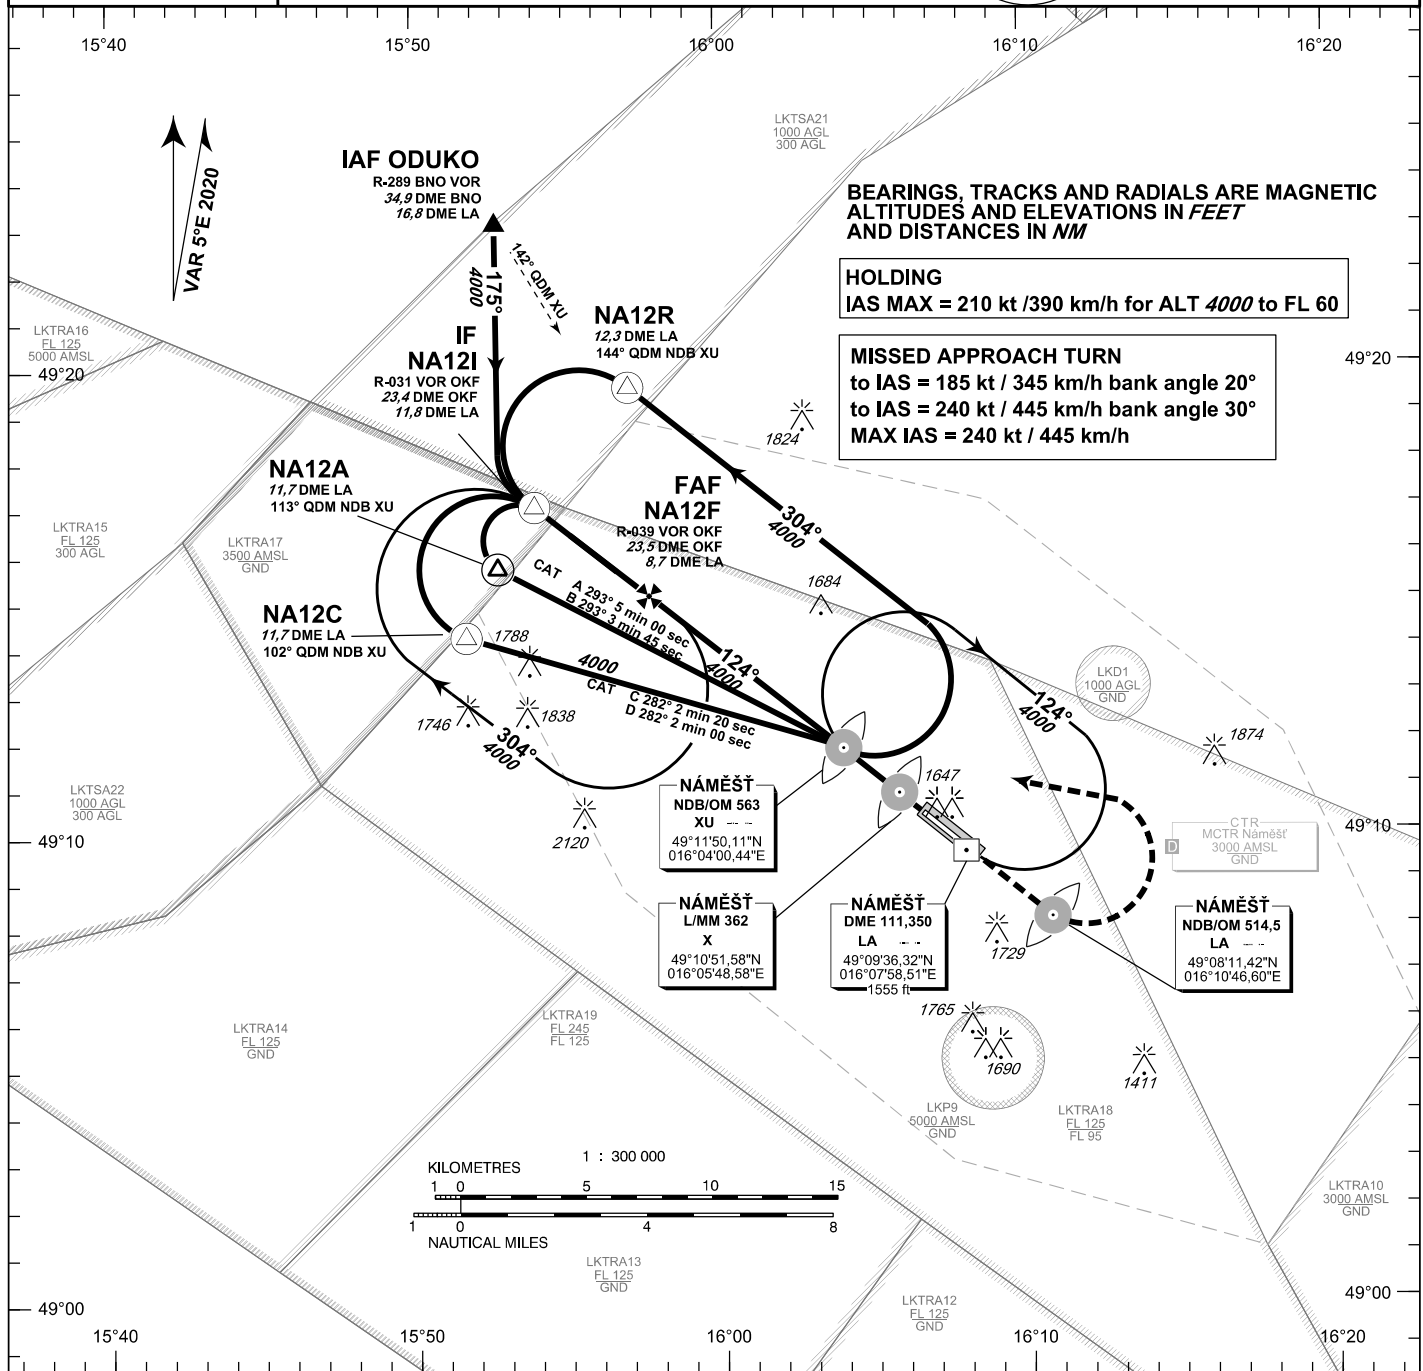 15°40
15°50
16°00
16°10
16°20
LKTSA21
1000 AGL
300 AGL
VAR 5°E 2020
IAF ODUKO
R-289 BNO VOR
34,9 DME BNO
16,8 DME LA
BEARINGS, TRACKS AND RADIALS ARE MAGNETIC
ALTITUDES AND ELEVATIONS IN FEET
AND DISTANCES IN NM
175°
4000
142° QDM XU
HOLDING
IAS MAX = 210 kt /390 km/h for ALT 4000 to FL 60
LKTRA16
FL 125
5000 AMSL
49°20
IF
NA12I
R-031 VOR OKF
23,4 DME OKF
11,8 DME LA
NA12R
12,3 DME LA
144° QDM NDB XU
MISSED APPROACH TURN
to IAS = 185 kt / 345 km/h bank angle 20°
to IAS = 240 kt / 445 km/h bank angle 30°
MAX IAS = 240 kt / 445 km/h
49°20
1824
NA12A
11,7 DME LA
113° QDM NDB XU
FAF
NA12F
R-039 VOR OKF
23,5 DME OKF
8,7 DME LA
304°
4000
LKTRA15
FL 125
300 AGL
LKTRA17
3500 AMSL
GND
1684
CAT A 293° 5 min 00 sec
B 293° 3 min 45 sec
NA12C
11,7 DME LA
102° QDM NDB XU
1788
4000
CAT C 282° 2 min 20 sec
D 282° 2 min 00 sec
124°
4000
LKD1
1000 AGL
GND
124°
4000
1746
1838
304°
4000
1874
LKTSA22
1000 AGL
300 AGL
2120
NÁMĚŠŤ
NDB/OM 563
XU
49°11'50,11"N
016°04'00,44"E
1647
CTR
MCTR Náměšť
3000 AMSL
GND
D
49°10
49°10
NÁMĚŠŤ
L/MM 362
X
49°10'51,58"N
016°05'48,58"E
NÁMĚŠŤ
DME 111,350
LA
49°09'36,32"N
016°07'58,51"E
1555 ft
1729
NÁMĚŠŤ
NDB/OM 514,5
LA
49°08'11,42"N
016°10'46,60"E
LKTRA14
FL 125
GND
LKTRA19
FL 245
FL 125
1765
1690
1411
LKP9
5000 AMSL
GND
LKTRA18
FL 125
FL 95
1 : 300 000
KILOMETRES
1 0 5 10 15
1 0 4 8
NAUTICAL MILES
LKTRA10
3000 AMSL
GND
LKTRA13
FL 125
GND
LKTRA12
FL 125
GND
49°00
49°00
15°40
15°50
16°00
16°10
16°20